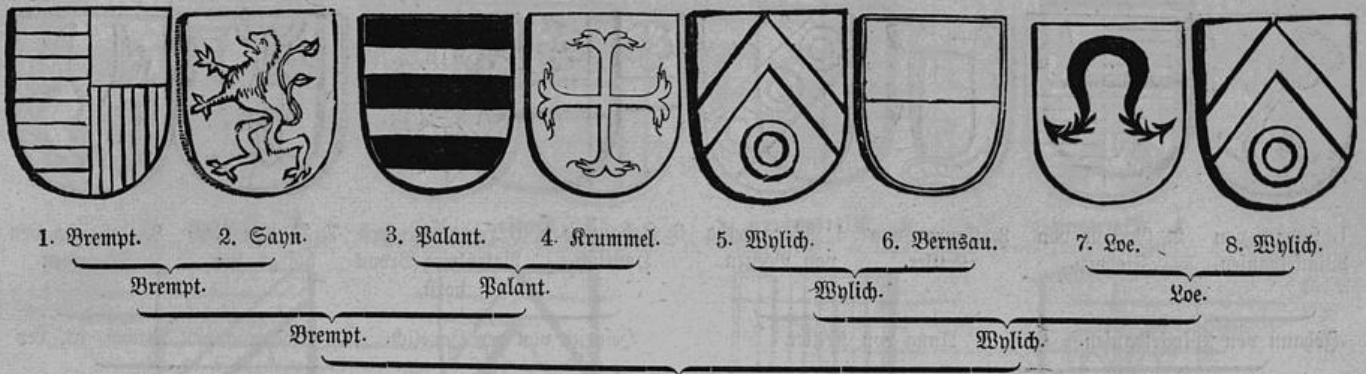 1. Brempt. 2. Sayn. 3. Palant. 4. Krummel. 5. Wylich. 6. Bernsau. 7. Loe. 8. Wylich.
Brempt. Palant. Wylich. Loe.
Brempt. Wylich.